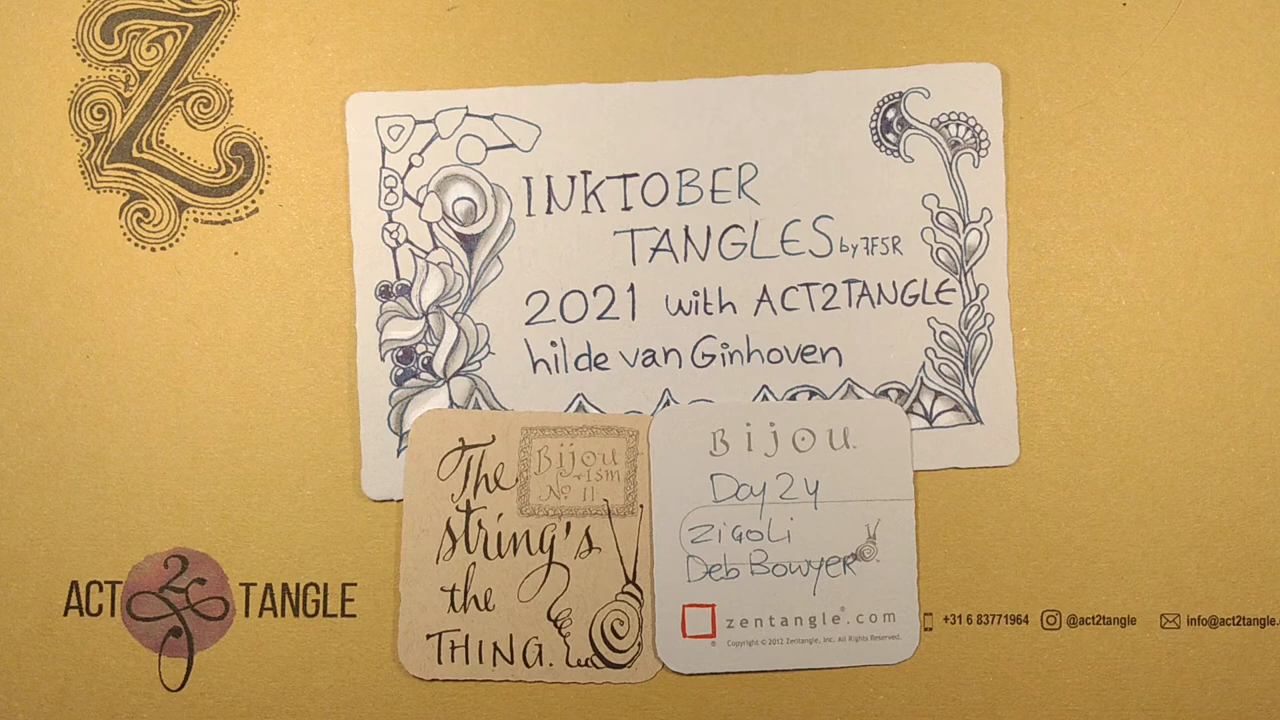 Z
INKTOBER
TANGLES by 7F5R
2021 with ACT2TANGLE
hilde van Ginhoven
The
string's
the
THING.
Bijou
-ism
No 11
Bijou.
Day 24
ZIGOLI
Deb Bowyer
zentangle®.com
® Copyright © 2012 Zentangle, Inc. All Rights Reserved.
ACT 2 TANGLE
+31 6 83771964 @act2tangle info@act2tangle.